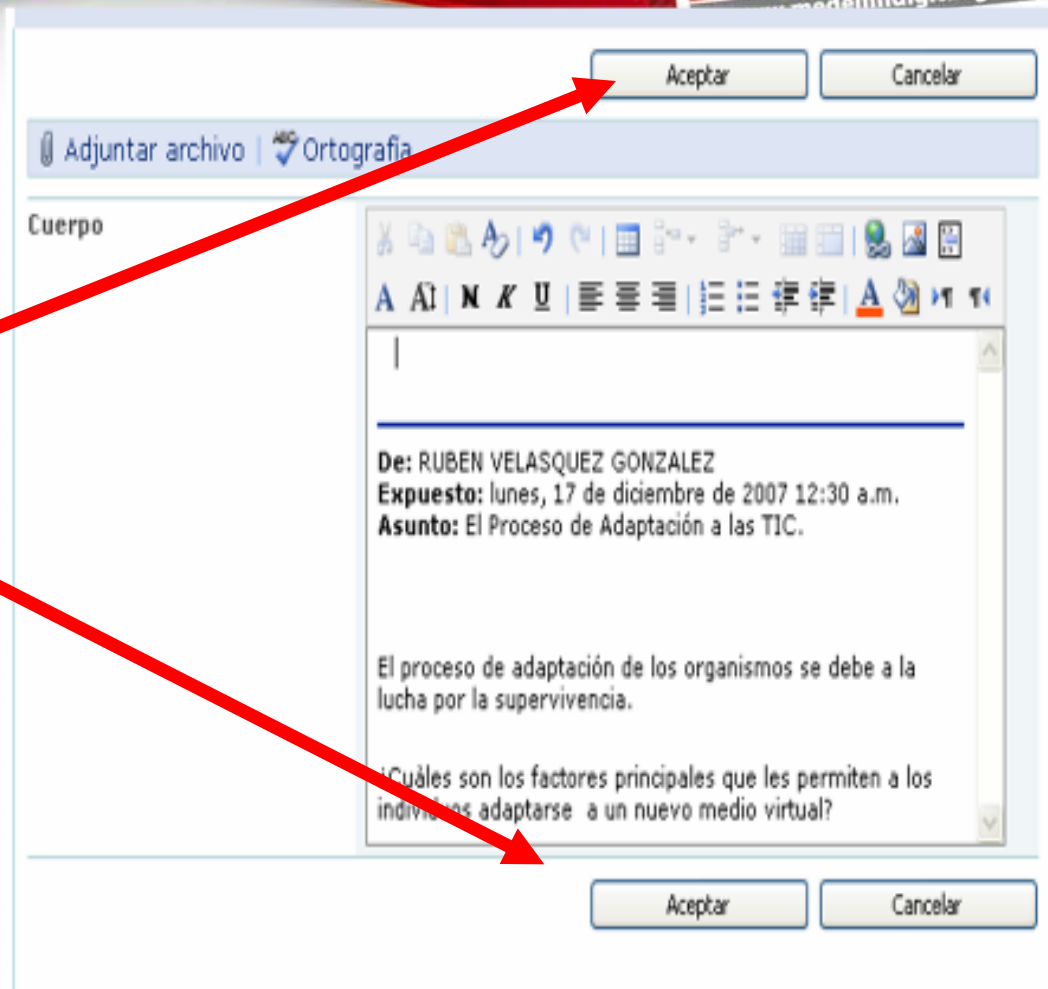 Aceptar Cancelar
Adjuntar archivo | Ortografía
Cuerpo
De: RUBEN VELASQUEZ GONZALEZ
Expuesto: lunes, 17 de diciembre de 2007 12:30 a.m.
Asunto: El Proceso de Adaptación a las TIC.
El proceso de adaptación de los organismos se debe a la
lucha por la supervivencia.
¿Cuàles son los factores principales que les permiten a los
individuos adaptarse a un nuevo medio virtual?
Aceptar Cancelar